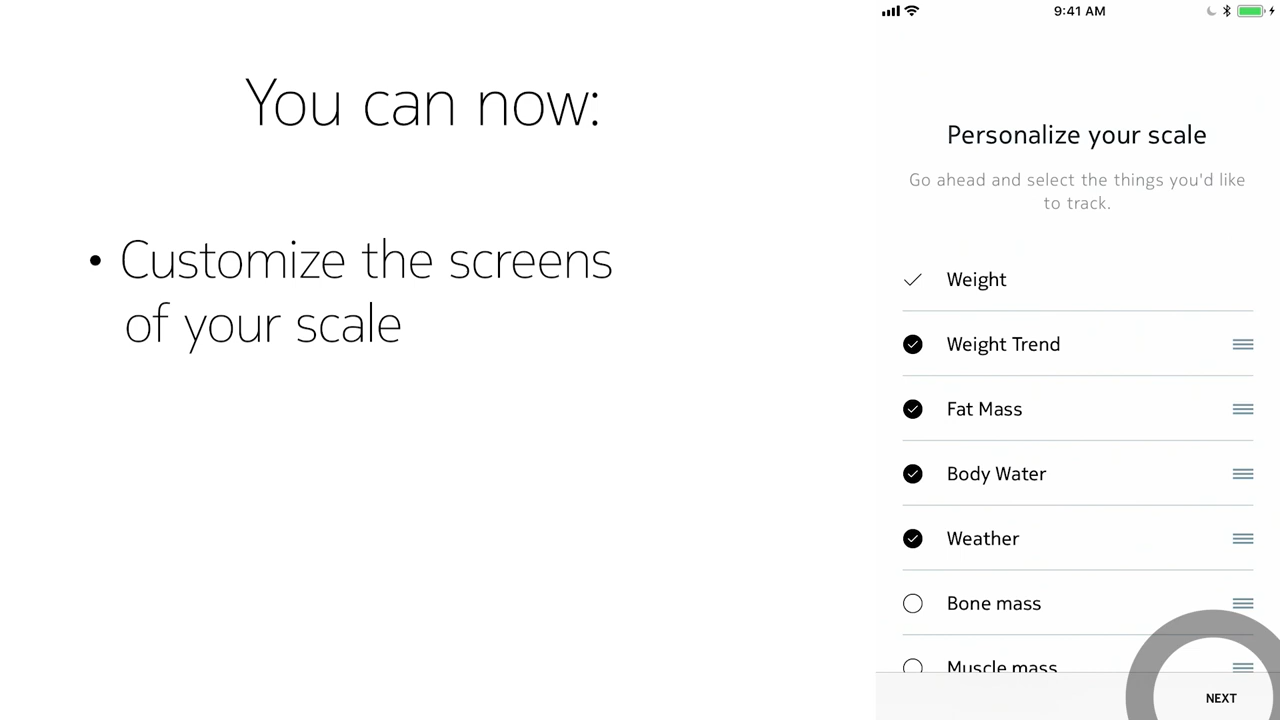 You can now:
• Customize the screens
of your scale
9:41 AM
Personalize your scale
Go ahead and select the things you'd like
to track.
Weight
Weight Trend
Fat Mass
Body Water
Weather
Bone mass
Muscle mass
NEXT